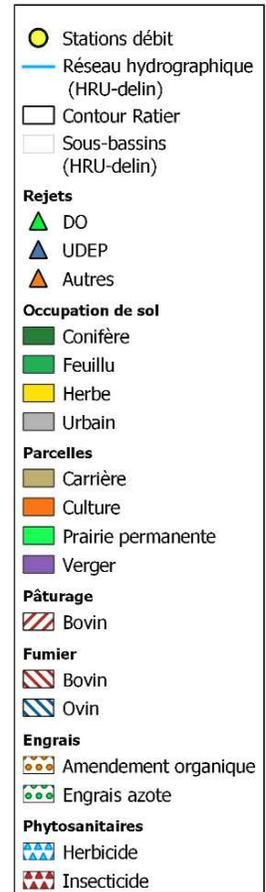 Stations débit
Réseau hydrographique
(HRU-delin)
Contour Ratier
Sous-bassins
(HRU-delin)
Rejets
DO
UDEP
Autres
Occupation de sol
Conifère
Feuillu
Herbe
Urbain
Parcelles
Carrière
Culture
Prairie permanente
Verger
Pâturage
Bovin
Fumier
Bovin
Ovin
Engrais
Amendement organique
Engrais azote
Phytosanitaires
Herbicide
Insecticide